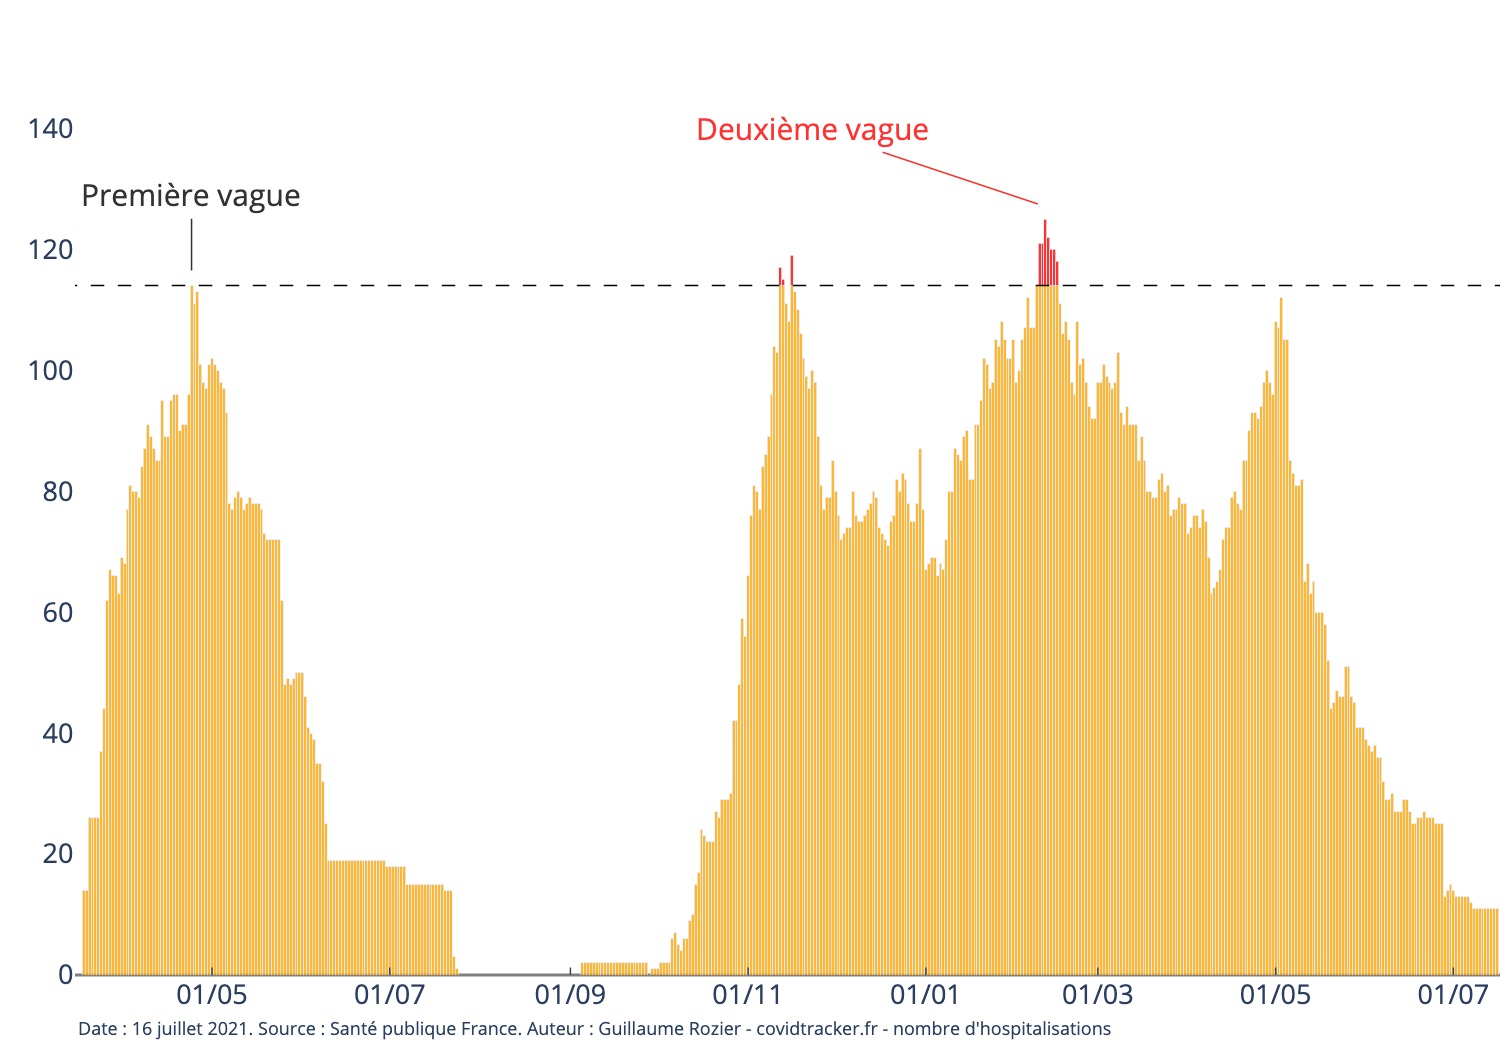 140
Deuxième vague
Première vague
120
100
80
60
40
20
0
01/05 01/07 01/09 01/11 01/01 01/03 01/05 01/07
Date : 16 juillet 2021. Source : Santé publique France. Auteur : Guillaume Rozier - covidtracker.fr - nombre d'hospitalisations